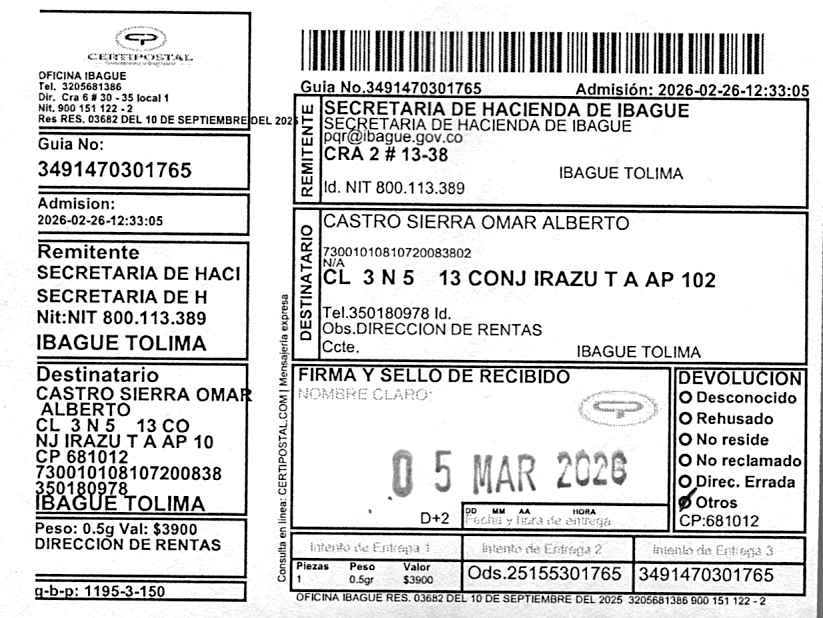 CERTIPOSTAL
OFICINA IBAGUE
Tel. 3205681386
Dir. Cra 6 # 30 - 35 local 1
Nit. 900 151 122 - 2
Res RES. 03682 DEL 10 DE SEPTIEMBRE DEL 2025
Guia No:
3491470301765
Admision:
2026-02-26-12:33:05
Remitente
SECRETARIA DE HACI
SECRETARIA DE H
Nit:NIT 800.113.389
IBAGUE TOLIMA
Destinatario
CASTRO SIERRA OMAR
ALBERTO
CL 3 N 5 13 CO
NJ IRAZU T A AP 10
CP 681012
730010108107200838
350180978
IBAGUE TOLIMA
Peso: 0.5g Val: $3900
DIRECCION DE RENTAS
g-b-p: 1195-3-150
Consulta en linea: CERTIPOSTAL.COM | Mensajeria expresa
Guia No.3491470301765 Admisión: 2026-02-26-12:33:05
REMITENTE
SECRETARIA DE HACIENDA DE IBAGUE
SECRETARIA DE HACIENDA DE IBAGUE
pqr@ibague.gov.co
CRA 2 # 13-38
IBAGUE TOLIMA
Id. NIT 800.113.389
DESTINATARIO
CASTRO SIERRA OMAR ALBERTO
73001010810720083802
N/A
CL 3 N 5 13 CONJ IRAZU T A AP 102
Tel.350180978 Id.
Obs.DIRECCION DE RENTAS
Ccte. IBAGUE TOLIMA
FIRMA Y SELLO DE RECIBIDO
NOMBRE CLARO:
05 MAR 2026
D+2
DD MM AA HORA
Fecha y hora de entrega
DEVOLUCION
Desconocido
Rehusado
No reside
No reclamado
Direc. Errada
Otros
CP:681012
Intento de Entrega 1 Intento de Entrega 2 Intento de Entrega 3
Piezas Peso Valor
1 0.5gr $3900
Ods.25155301765 3491470301765
OFICINA IBAGUE RES. 03682 DEL 10 DE SEPTIEMBRE DEL 2025 3205681386 900 151 122 - 2